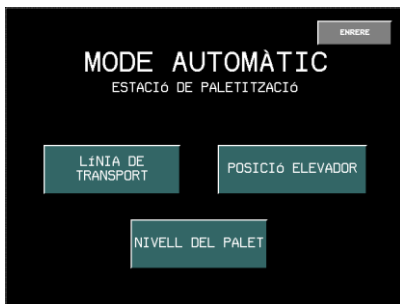 ENRERE
MODE AUTOMÀTIC
ESTACIó DE PALETITZACIó
LíNIA DE
TRANSPORT
POSICIó ELEVADOR
NIVELL DEL PALET